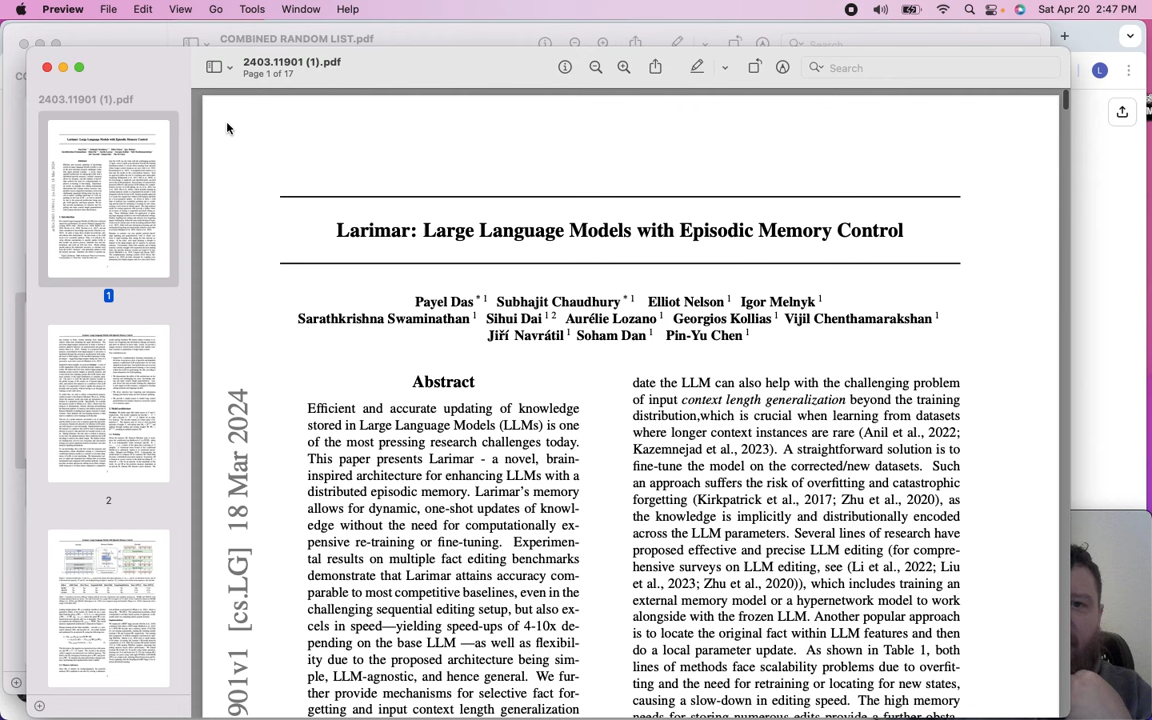 Preview File Edit View Go Tools Window Help
Sat Apr 20 2:47 PM
COMBINED RANDOM LIST.pdf
Search
2403.11901 (1).pdf
Page 1 of 17
Search
L
2403.11901 (1).pdf
1
2
Larimar: Large Language Models with Episodic Memory Control
Payel Das * 1 Subhajit Chaudhury * 1 Elliot Nelson 1 Igor Melnyk 1
Sarathkrishna Swaminathan 1 Sihui Dai 1 2 Aurélie Lozano 1 Georgios Kollias 1 Vijil Chenthamarakshan 1
Jiří Navrátil 1 Soham Dan 1 Pin-Yu Chen 1
901v1 [cs.LG] 18 Mar 2024
Abstract
Efficient and accurate updating of knowledge
stored in Large Language Models (LLMs) is one
of the most pressing research challenges today.
This paper presents Larimar - a novel, brain-
inspired architecture for enhancing LLMs with a
distributed episodic memory. Larimar's memory
allows for dynamic, one-shot updates of knowl-
edge without the need for computationally ex-
pensive re-training or fine-tuning. Experimen-
tal results on multiple fact editing benchmarks
demonstrate that Larimar attains accuracy com-
parable to most competitive baselines, even in the
challenging sequential editing setup, but also ex-
cels in speed—yielding speed-ups of 4-10x de-
pending on the base LLM —as well as flexibil-
ity due to the proposed architecture being sim-
ple, LLM-agnostic, and hence general. We fur-
ther provide mechanisms for selective fact for-
getting and input context length generalization
date the LLM can also help with the challenging problem
of input context length generalization beyond the training
distribution,which is crucial when learning from datasets
where longer context instances are rare (Anil et al., 2022;
Kazemnejad et al., 2023). A straightforward solution is to
fine-tune the model on the corrected/new datasets. Such
an approach suffers the risk of overfitting and catastrophic
forgetting (Kirkpatrick et al., 2017; Zhu et al., 2020), as
the knowledge is implicitly and distributionally encoded
across the LLM parameters. Several lines of research have
proposed effective and precise LLM editing (for compre-
hensive surveys on LLM editing, see (Li et al., 2022; Liu
et al., 2023; Zhu et al., 2020)), which includes training an
external memory model or a hypernetwork model to work
alongside with the frozen LLM. Another popular approach
is to locate the original fact within LLM features and then
do a local parameter update. As shown in Table 1, both
lines of methods face scalability problems due to overfit-
ting and the need for retraining or locating for new states,
causing a slow-down in editing speed. The high memory
needs for storing numerous edits provide a further obsta-